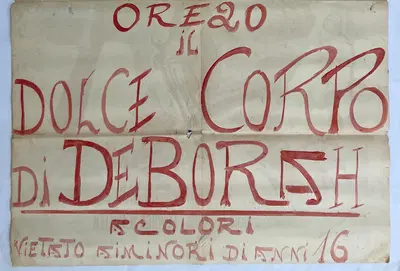 ORE 20
IL
DOLCE CORPO
Di DEBORAH
A COLORI
VIETATO AI MINORI DI ANNI 16